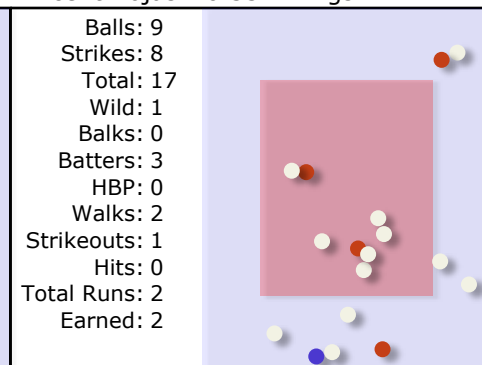 Balls: 9
Strikes: 8
Total: 17
Wild: 1
Balks: 0
Batters: 3
HBP: 0
Walks: 2
Strikeouts: 1
Hits: 0
Total Runs: 2
Earned: 2